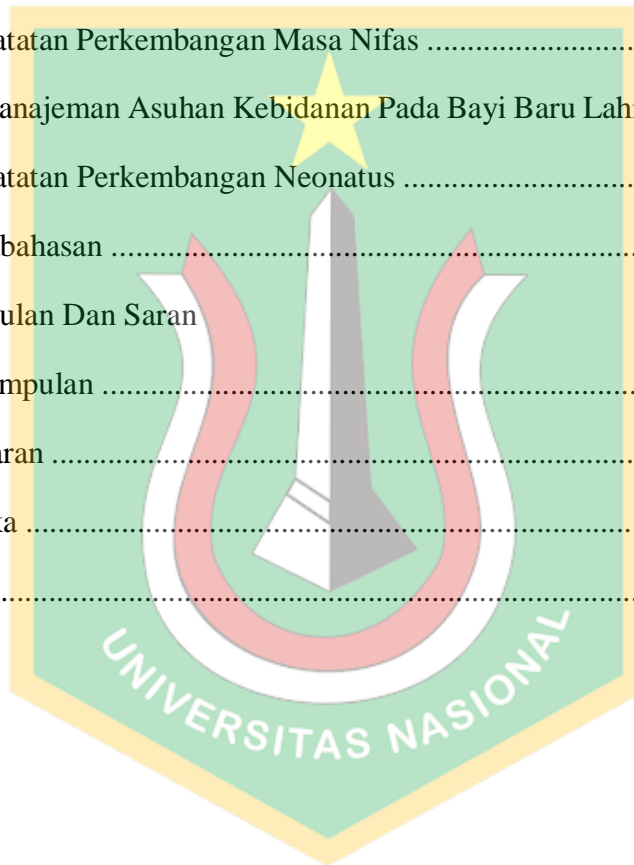 atatan Perkembangan Masa Nifas ...................................
anajeman Asuhan Kebidanan Pada Bayi Baru Lah
atatan Perkembangan Neonatus .......................................
bahasan .........................................................................................
ulan Dan Saran
mpulan ...........................................................................................
aran ...................................................................................................
ka .......................................................................................................
...........................................................................................................
UNIVERSITAS NASIONAL